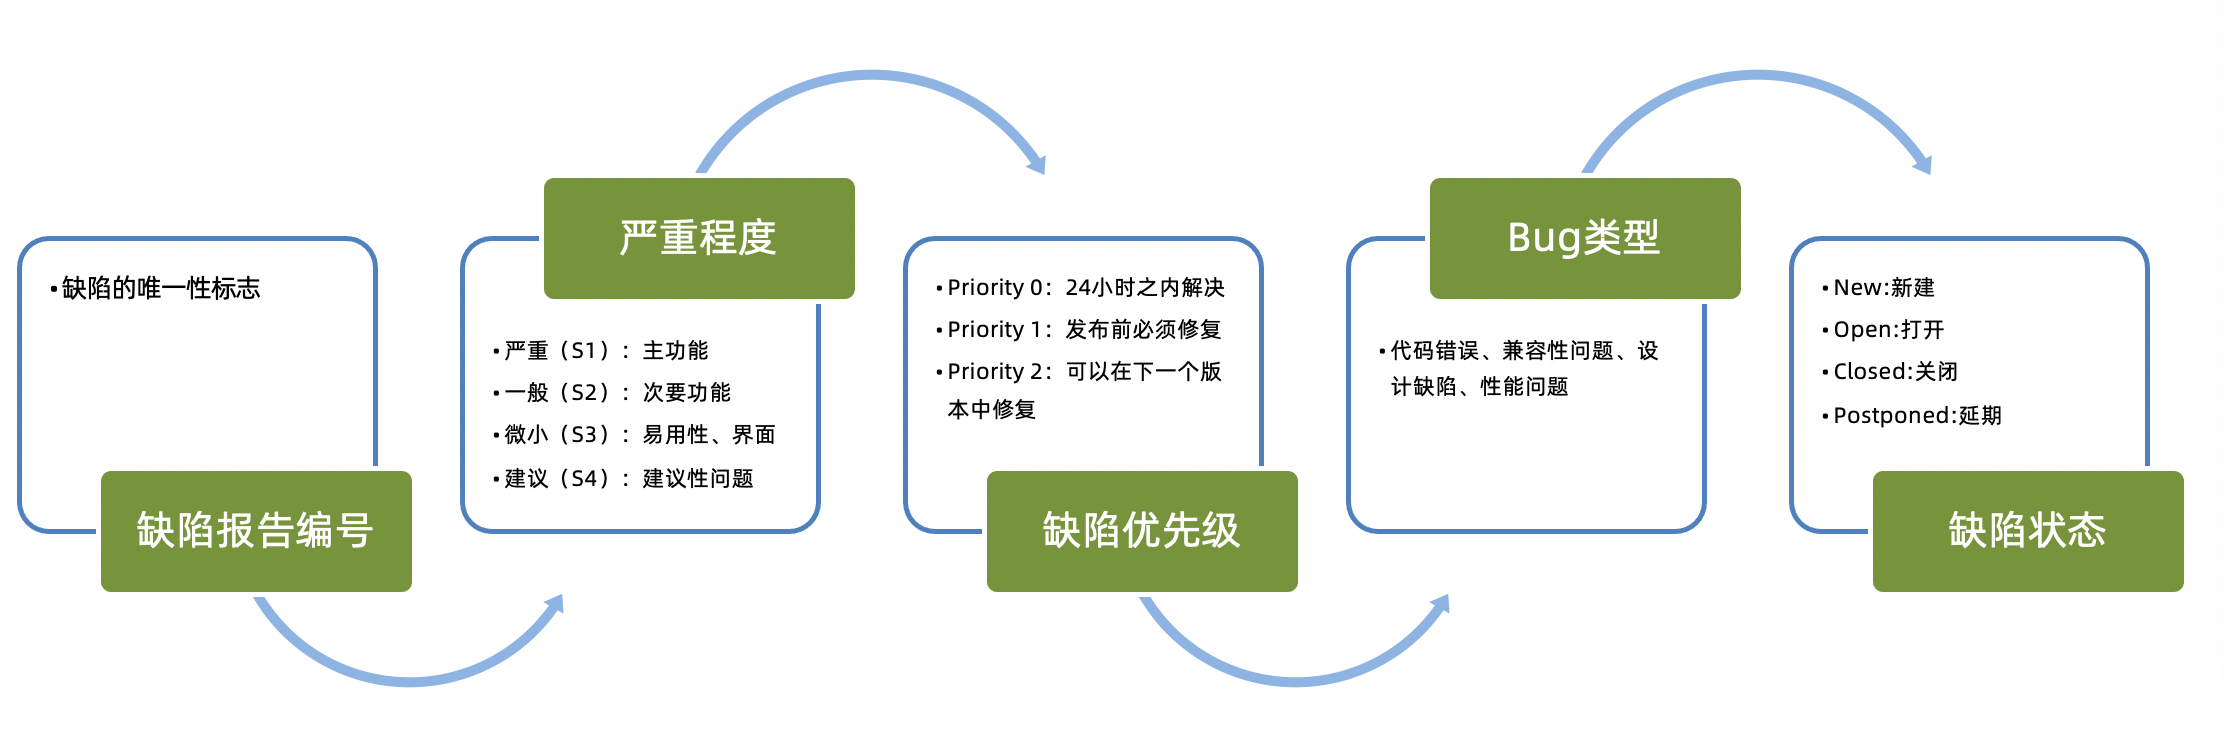 •缺陷的唯一性标志
缺陷报告编号
严重程度
•严重（S1）：主功能
•一般（S2）：次要功能
•微小（S3）：易用性、界面
•建议（S4）：建议性问题
•Priority 0：24小时之内解决
•Priority 1：发布前必须修复
•Priority 2：可以在下一个版
本中修复
缺陷优先级
Bug类型
•代码错误、兼容性问题、设
计缺陷、性能问题
•New:新建
•Open:打开
•Closed:关闭
•Postponed:延期
缺陷状态